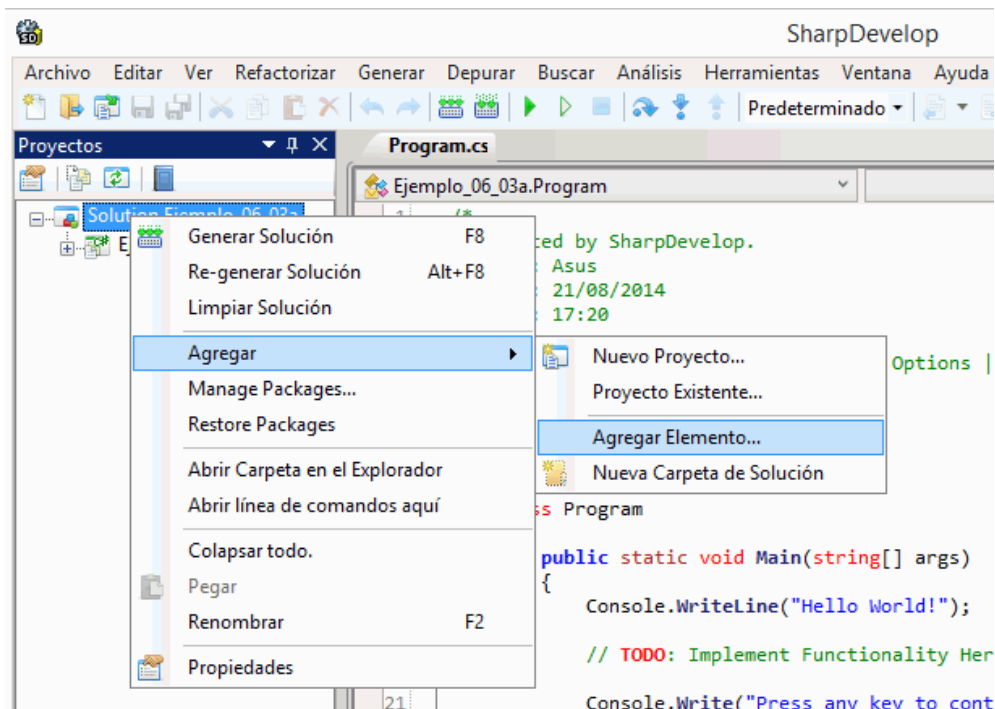 SharpDevelop
Archivo Editar Ver Refactorizar Generar Depurar Buscar Análisis Herramientas Ventana Ayuda
Predeterminado
Proyectos
Program.cs
Ejemplo_06_03a.Program
Solution Ejemplo_06_03a
Generar Solución F8
Re-generar Solución Alt+F8
Limpiar Solución
Agregar
Manage Packages...
Restore Packages
Abrir Carpeta en el Explorador
Abrir línea de comandos aquí
Colapsar todo.
Pegar
Renombrar F2
Propiedades
Nuevo Proyecto...
Proyecto Existente...
Agregar Elemento...
Nueva Carpeta de Solución
1 /*
ted by SharpDevelop.
: Asus
: 21/08/2014
: 17:20
Options |
ss Program
public static void Main(string[] args)
{
Console.WriteLine("Hello World!");
// TODO: Implement Functionality Her
21 Console.Write("Press any key to cont